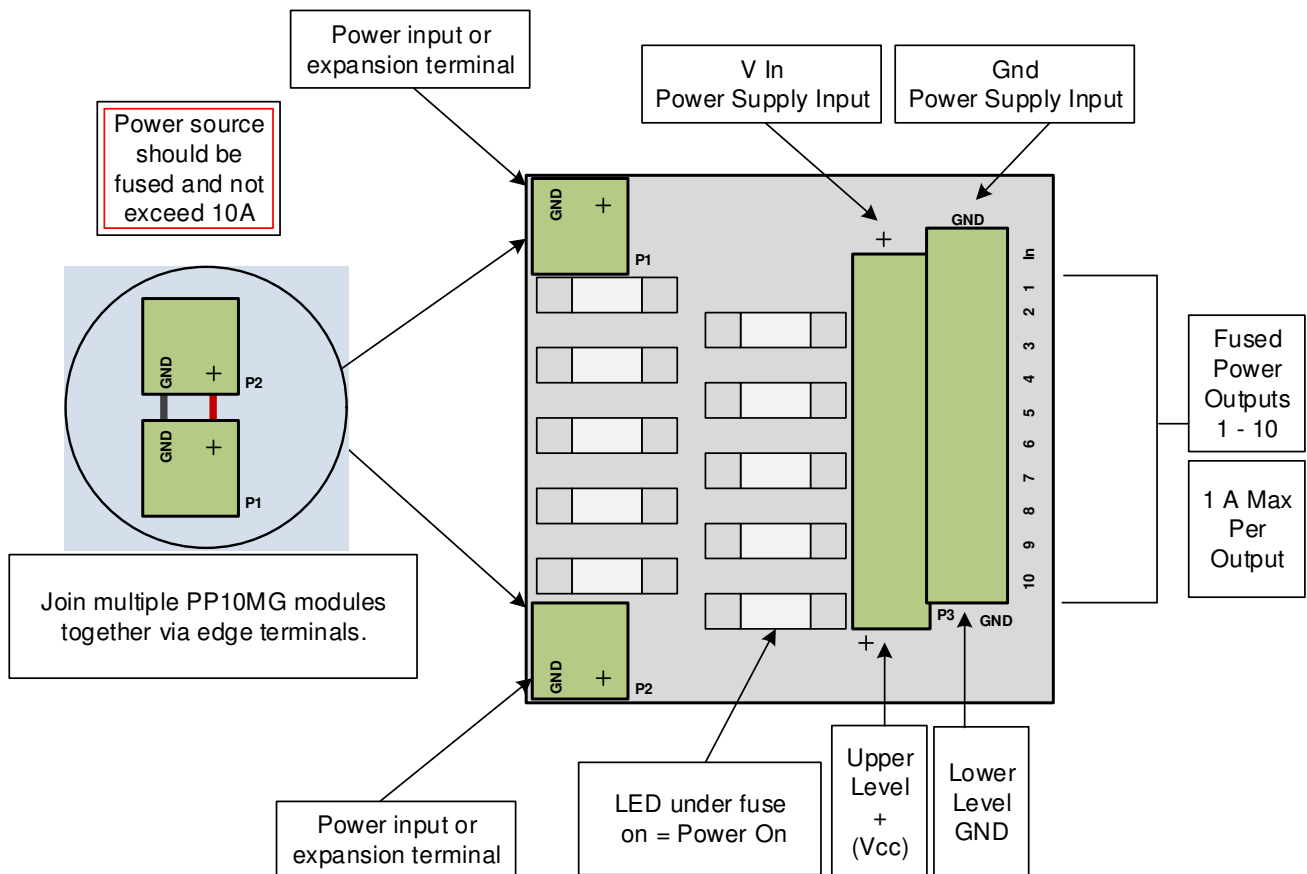 Power input or
expansion terminal
V In
Power Supply Input
Gnd
Power Supply Input
Power source
should be
fused and not
exceed 10A
GND
+
P1
GND
+
In
1
2
3
4
5
6
7
8
9
10
Fused
Power
Outputs
1 - 10
1 A Max
Per
Output
GND
+
P2
GND
+
P1
Join multiple PP10MG modules
together via edge terminals.
GND
+
P2
+
P3
GND
Power input or
expansion terminal
LED under fuse
on = Power On
Upper
Level
+
(Vcc)
Lower
Level
GND